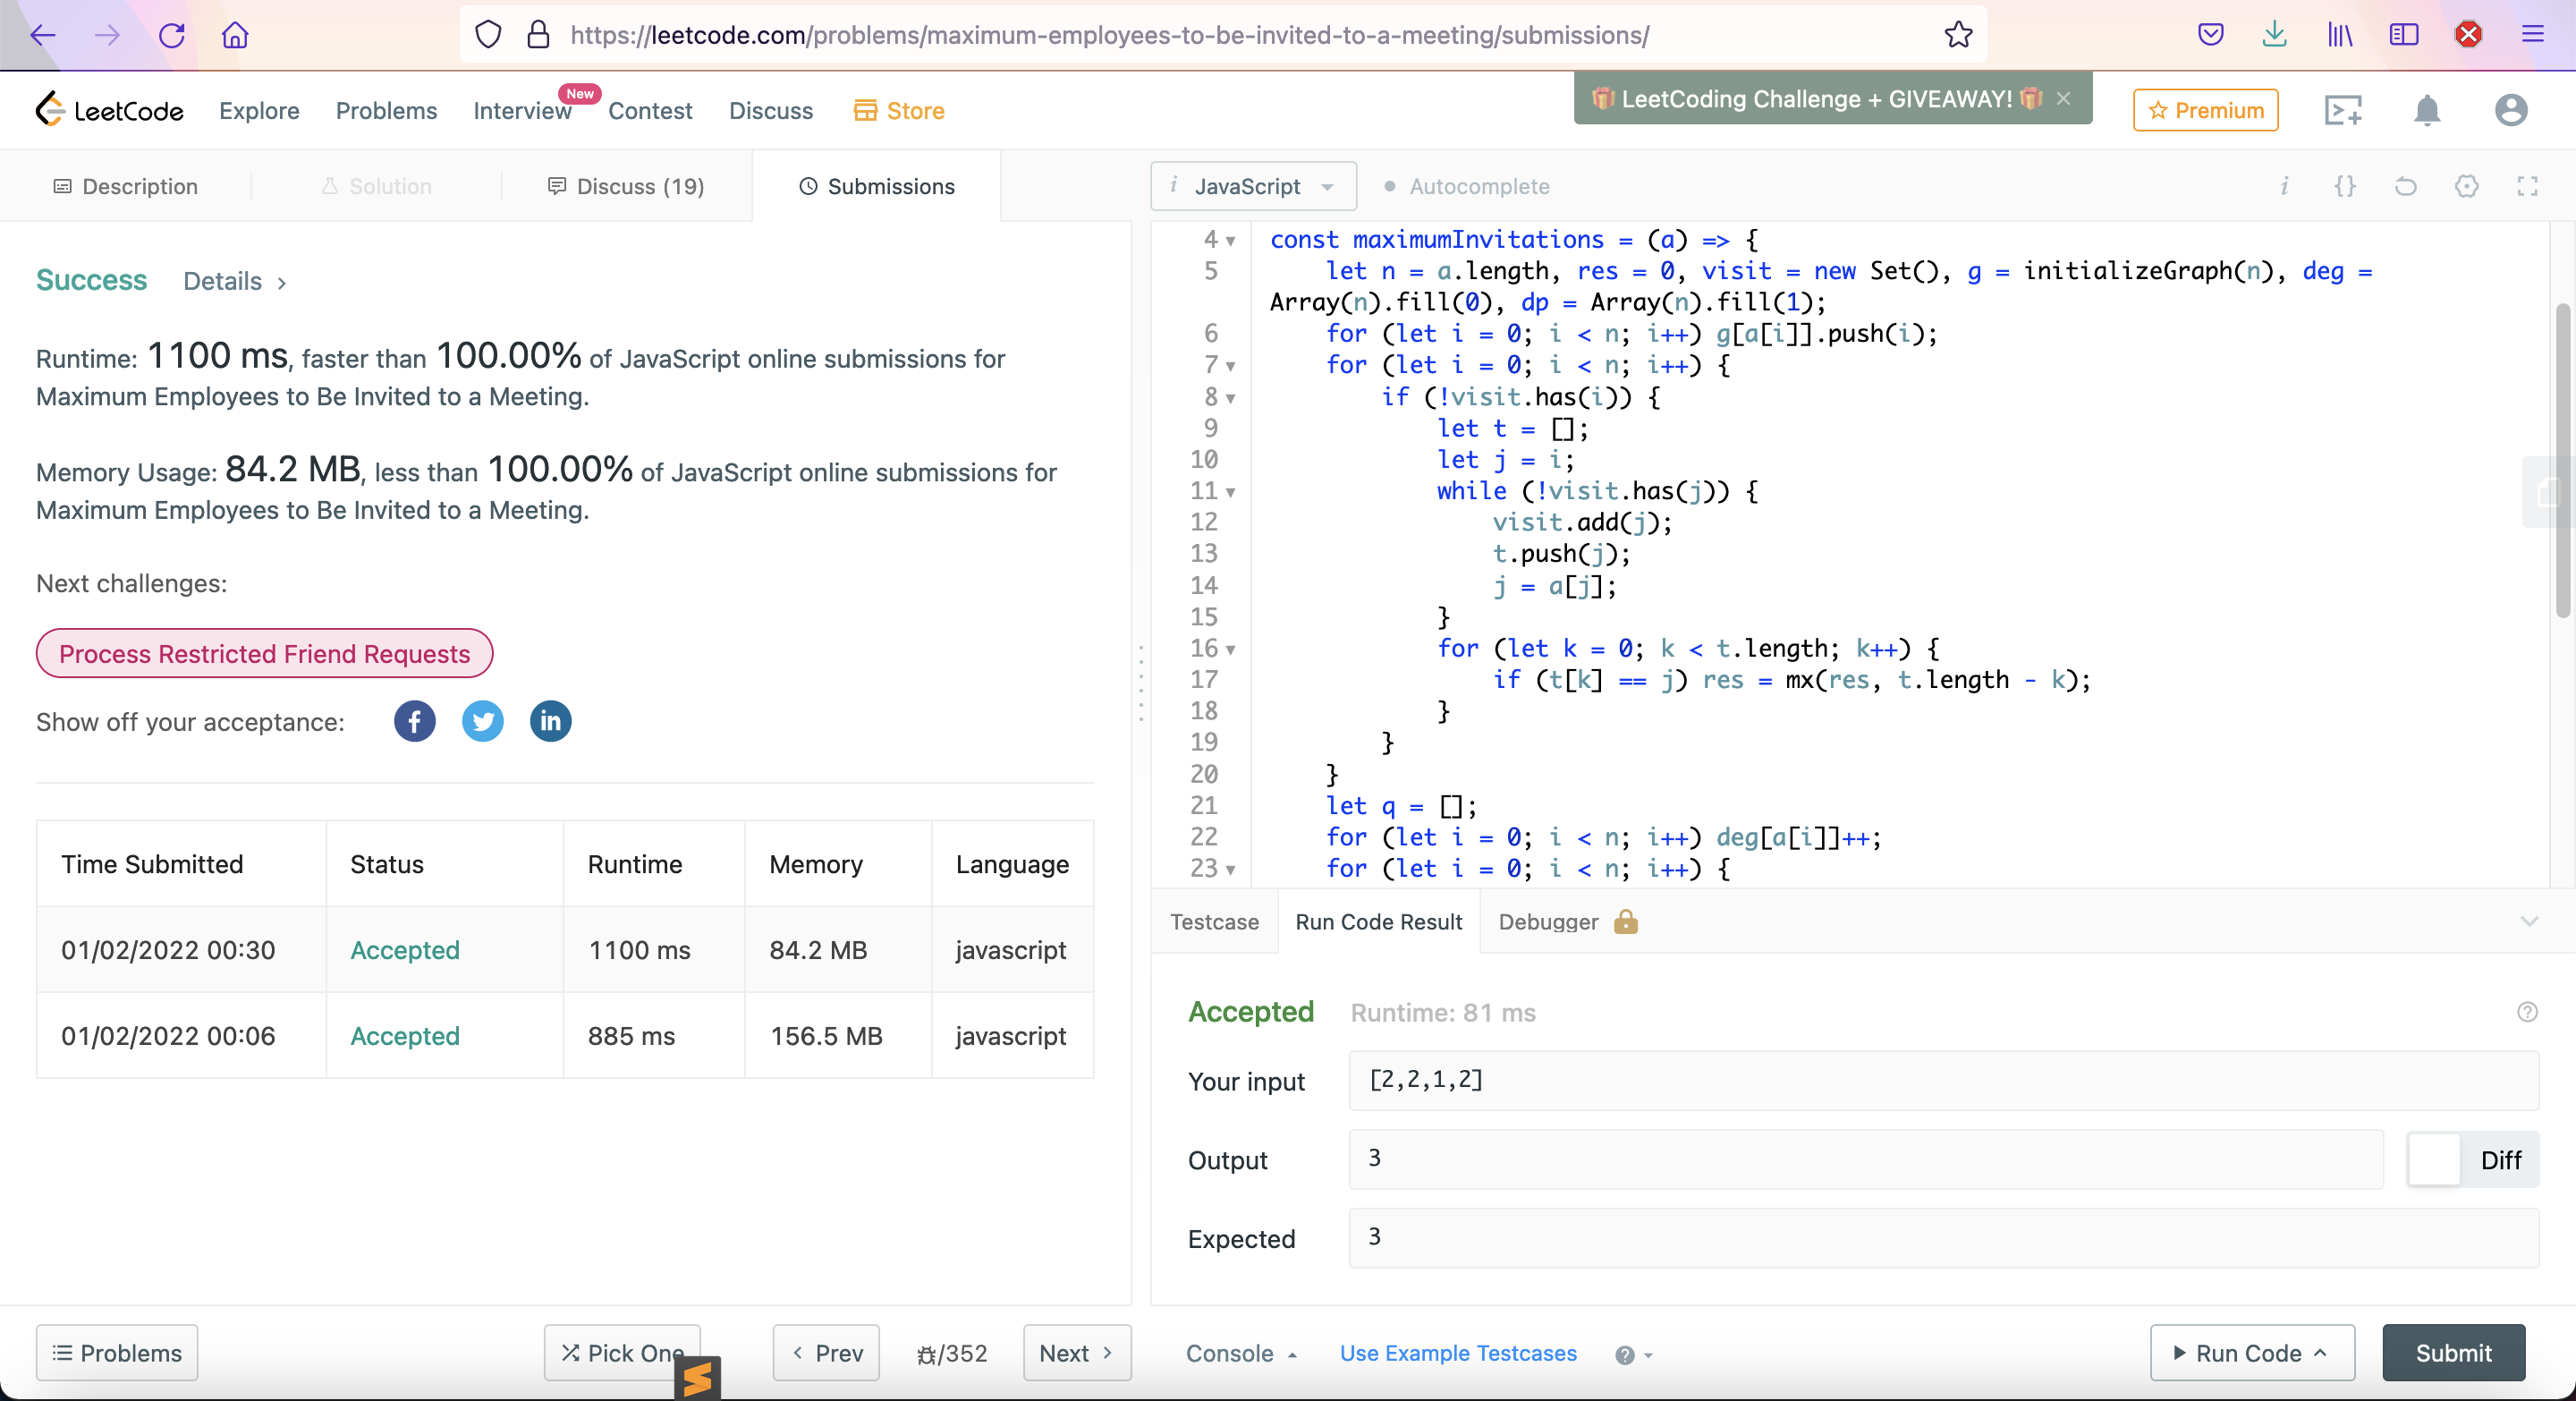 https://leetcode.com/problems/maximum-employees-to-be-invited-to-a-meeting/submissions/
LeetCode
Explore
Problems
Interview
New
Contest
Discuss
Store
🎁 LeetCoding Challenge + GIVEAWAY! 🎁 ×
Premium
Description
Solution
Discuss (19)
Submissions
i JavaScript
Autocomplete
Success
Details >
Runtime: 1100 ms, faster than 100.00% of JavaScript online submissions for
Maximum Employees to Be Invited to a Meeting.
Memory Usage: 84.2 MB, less than 100.00% of JavaScript online submissions for
Maximum Employees to Be Invited to a Meeting.
Next challenges:
Process Restricted Friend Requests
Show off your acceptance:
Time Submitted Status Runtime Memory Language
01/02/2022 00:30 Accepted 1100 ms 84.2 MB javascript
01/02/2022 00:06 Accepted 885 ms 156.5 MB javascript
4 const maximumInvitations = (a) => {
5 let n = a.length, res = 0, visit = new Set(), g = initializeGraph(n), deg =
Array(n).fill(0), dp = Array(n).fill(1);
6 for (let i = 0; i < n; i++) g[a[i]].push(i);
7 for (let i = 0; i < n; i++) {
8 if (!visit.has(i)) {
9 let t = [];
10 let j = i;
11 while (!visit.has(j)) {
12 visit.add(j);
13 t.push(j);
14 j = a[j];
15 }
16 for (let k = 0; k < t.length; k++) {
17 if (t[k] == j) res = mx(res, t.length - k);
18 }
19 }
20 }
21 let q = [];
22 for (let i = 0; i < n; i++) deg[a[i]]++;
23 for (let i = 0; i < n; i++) {
Testcase
Run Code Result
Debugger
Accepted
Runtime: 81 ms
Your input
[2,2,1,2]
Output
3
Diff
Expected
3
Problems
Pick One
Prev
/352
Next
Console
Use Example Testcases
Run Code
Submit